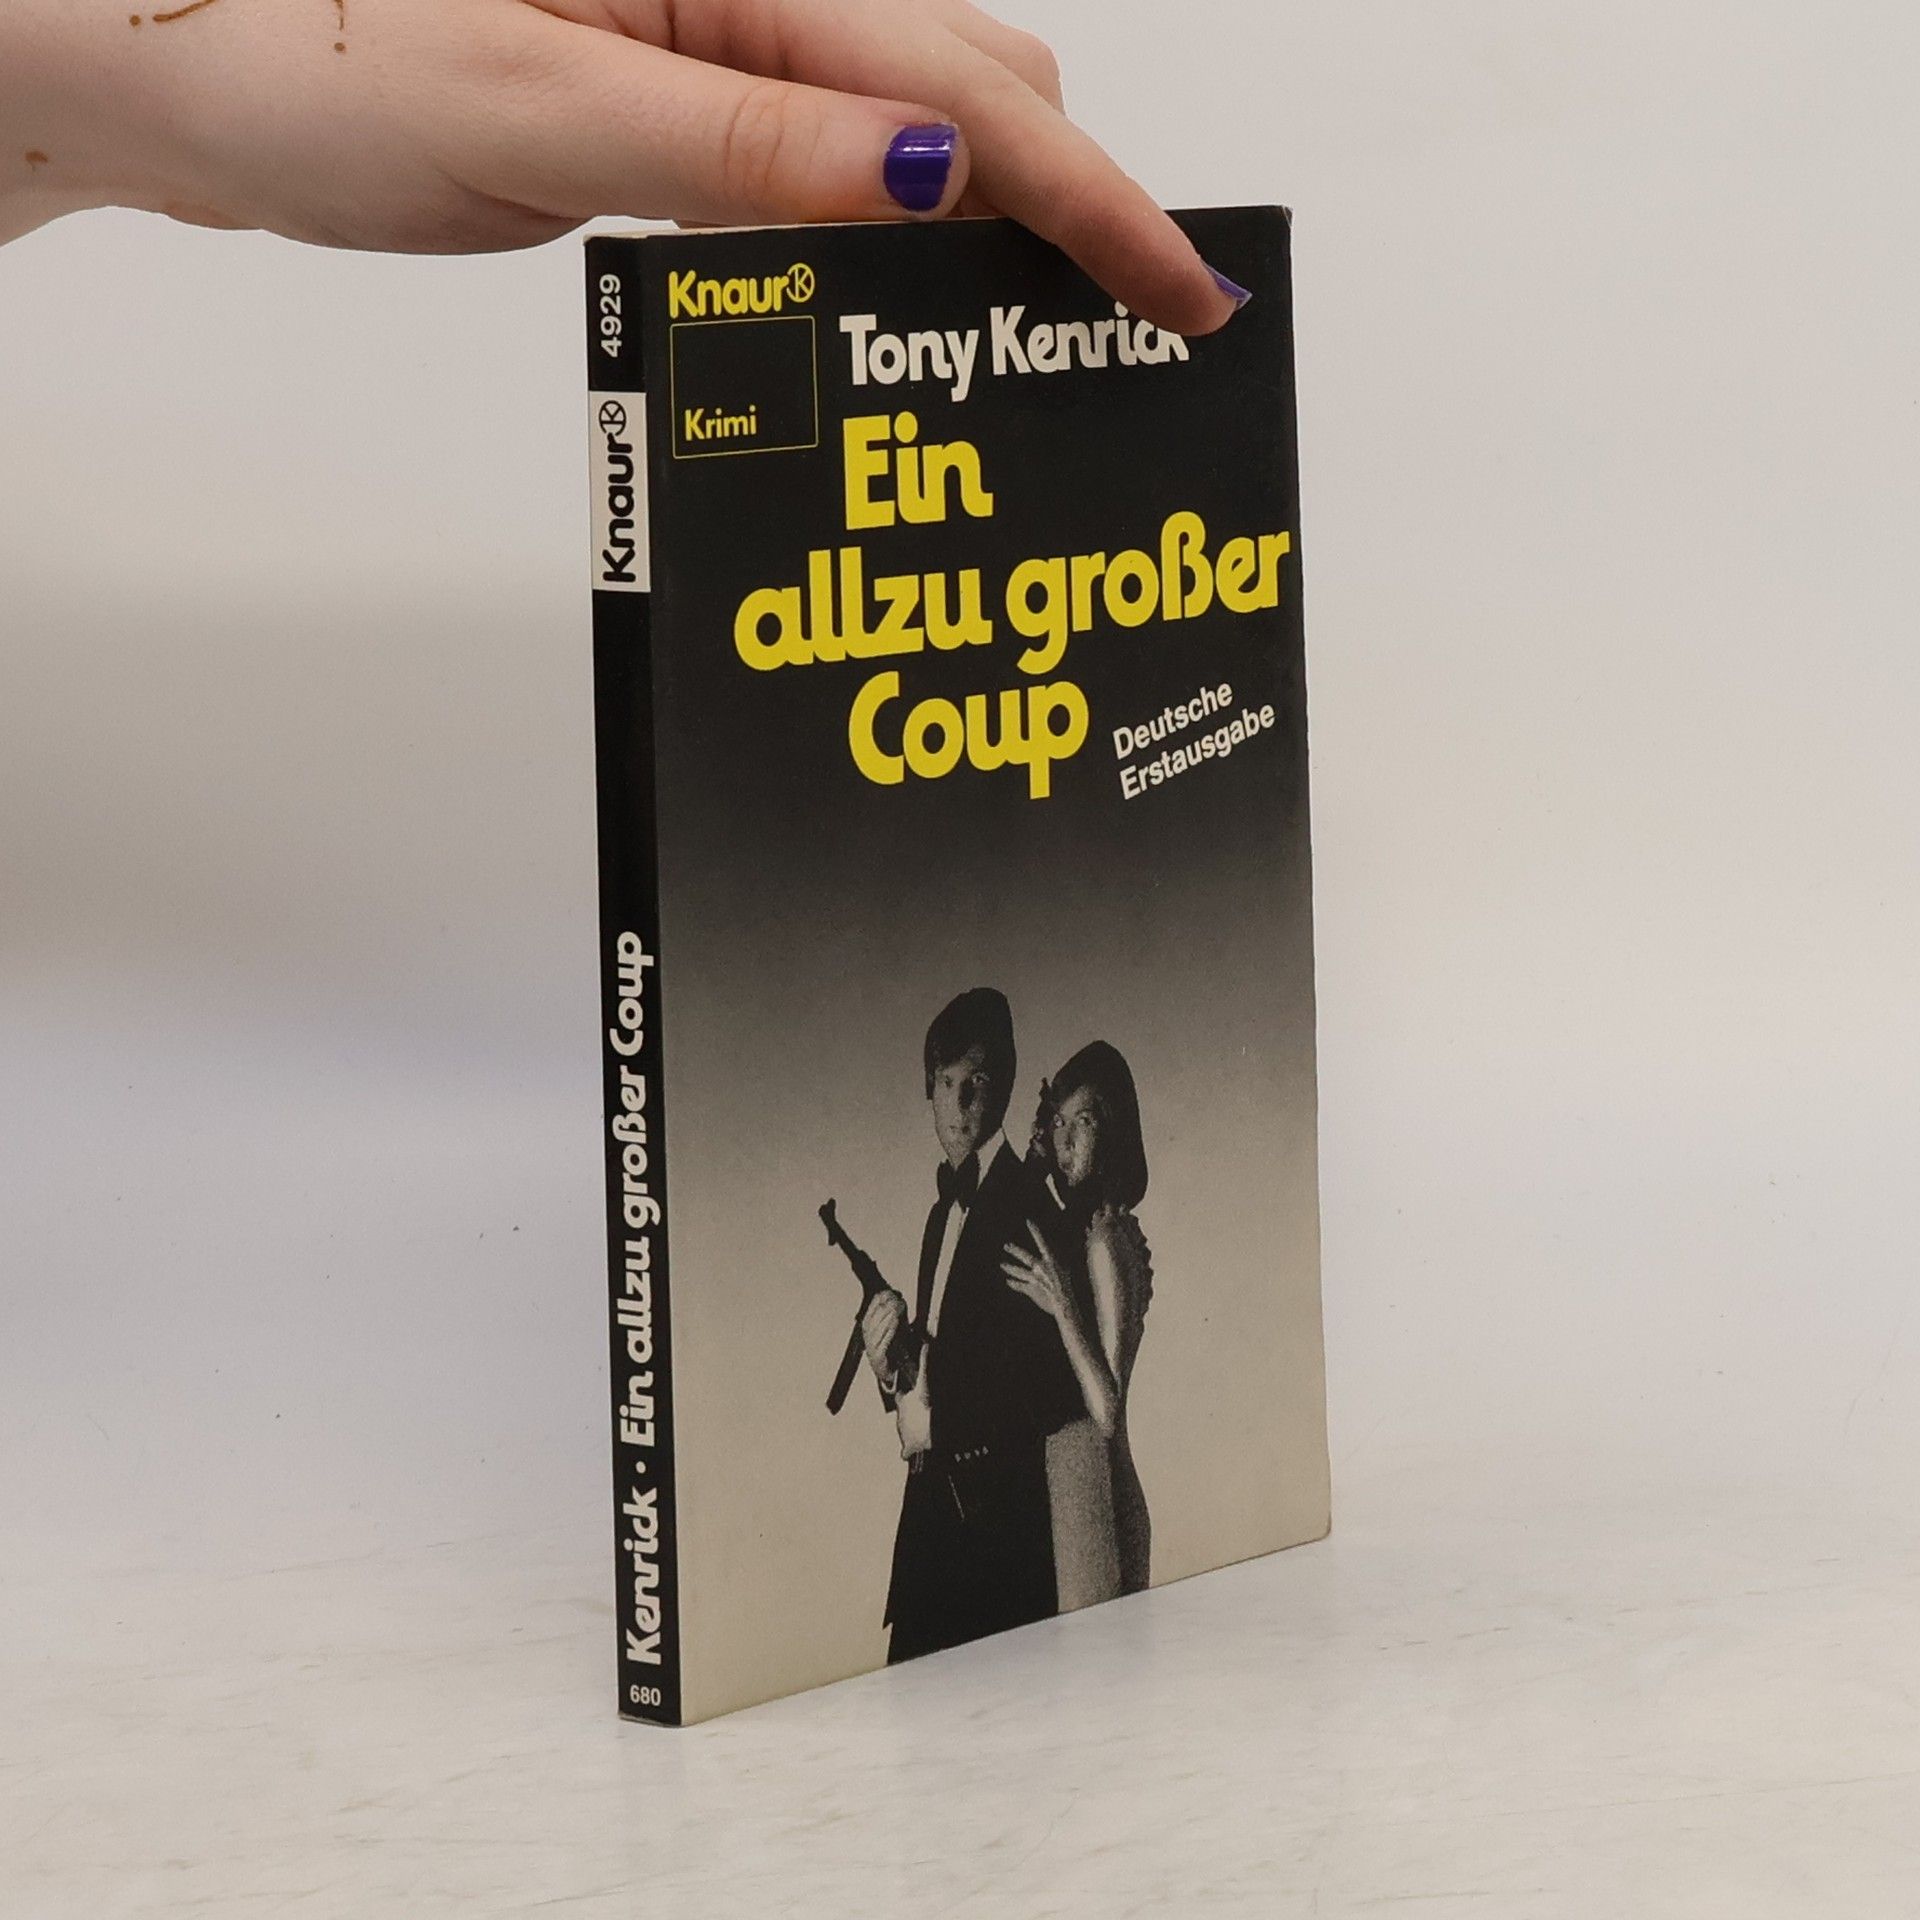 4929
Knaur
Kenrick · Ein allzu großer Coup
680
Knaur
Krimi
Tony Kenrick
Ein
allzu großer
Coup
Deutsche
Erstausgabe